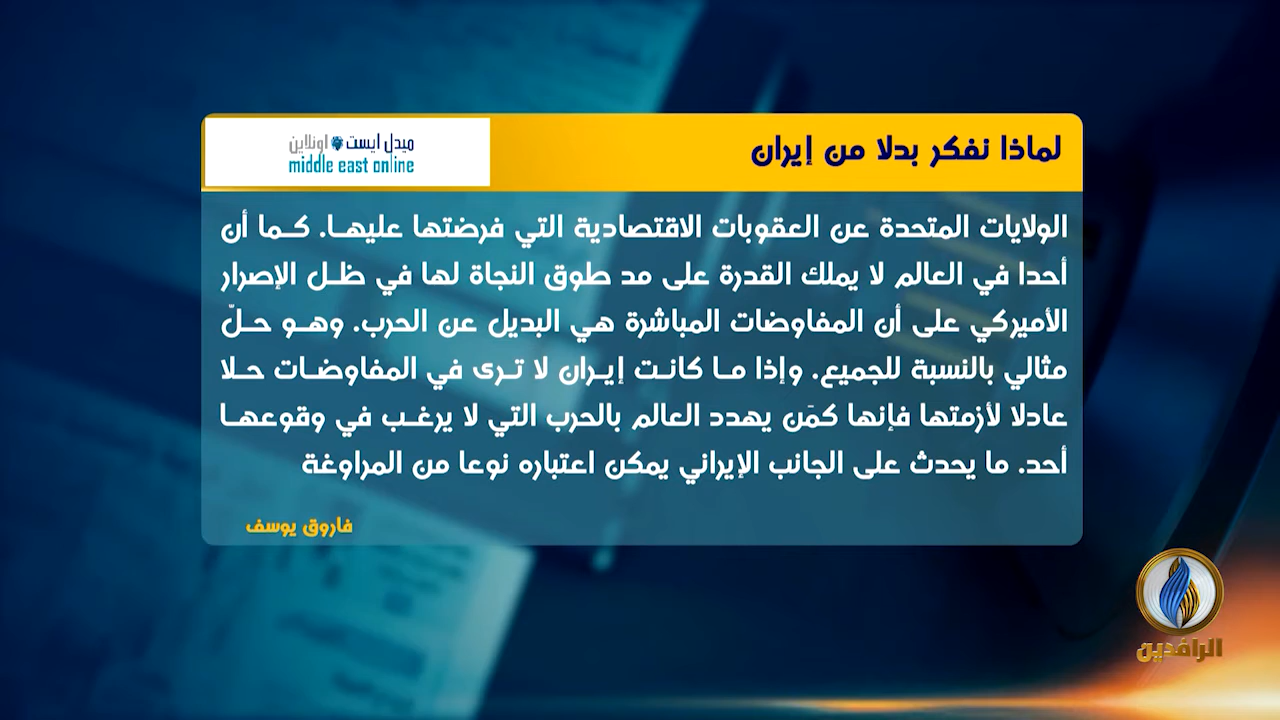 لماذا نفكر بدلا من إيران
ميدل ايست اونلاين
middle east online
الولايات المتحدة عن العقوبات الاقتصادية التي فرضتها عليها. كما أن
أحدا في العالم لا يملك القدرة على مد طوق النجاة لها في ظل الإصرار
الأميركي على أن المفاوضات المباشرة هي البديل عن الحرب. وهو حلّ
مثالي بالنسبة للجميع. وإذا ما كانت إيران لا ترى في المفاوضات حلا
عادلا لأزمتها فإنها كمَن يهدد العالم بالحرب التي لا يرغب في وقوعها
أحد. ما يحدث على الجانب الإيراني يمكن اعتباره نوعا من المراوغة
فاروق يوسف
الرافدين